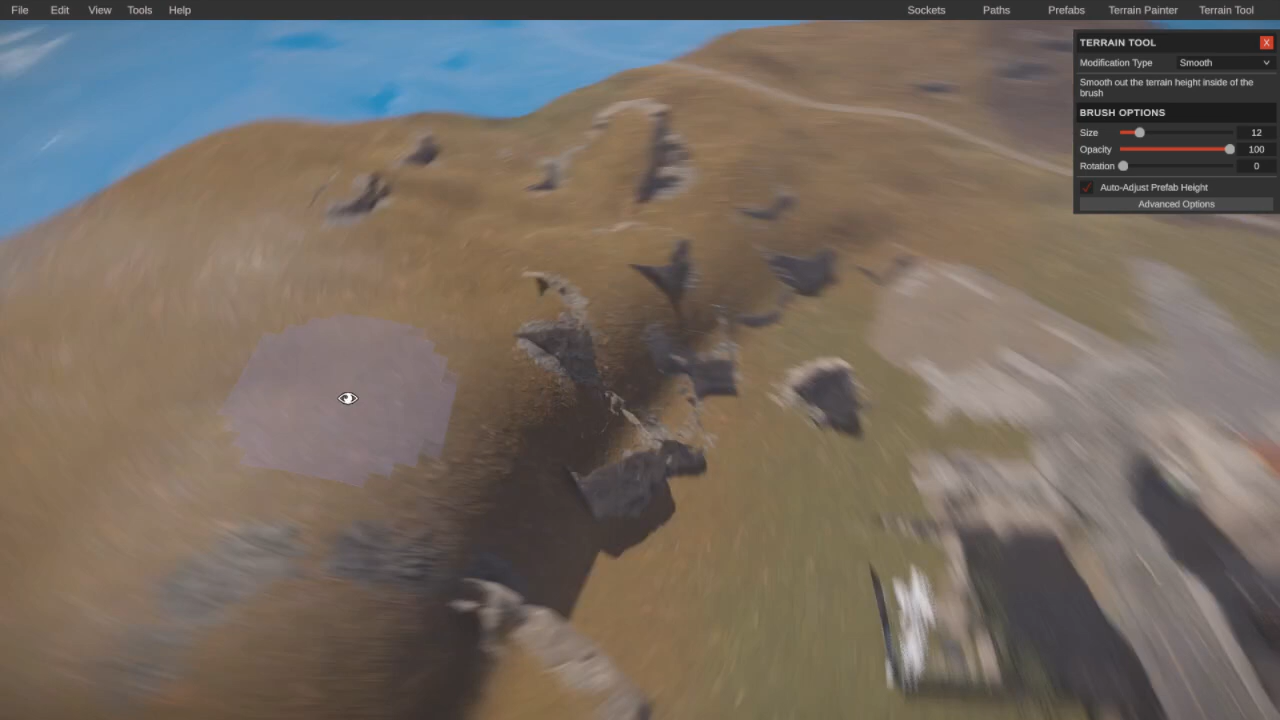 File Edit View Tools Help Sockets Paths Prefabs Terrain Painter Terrain Tool
TERRAIN TOOL X
Modification Type Smooth
Smooth out the terrain height inside of the
brush
BRUSH OPTIONS
Size 12
Opacity 100
Rotation 0
Auto-Adjust Prefab Height
Advanced Options